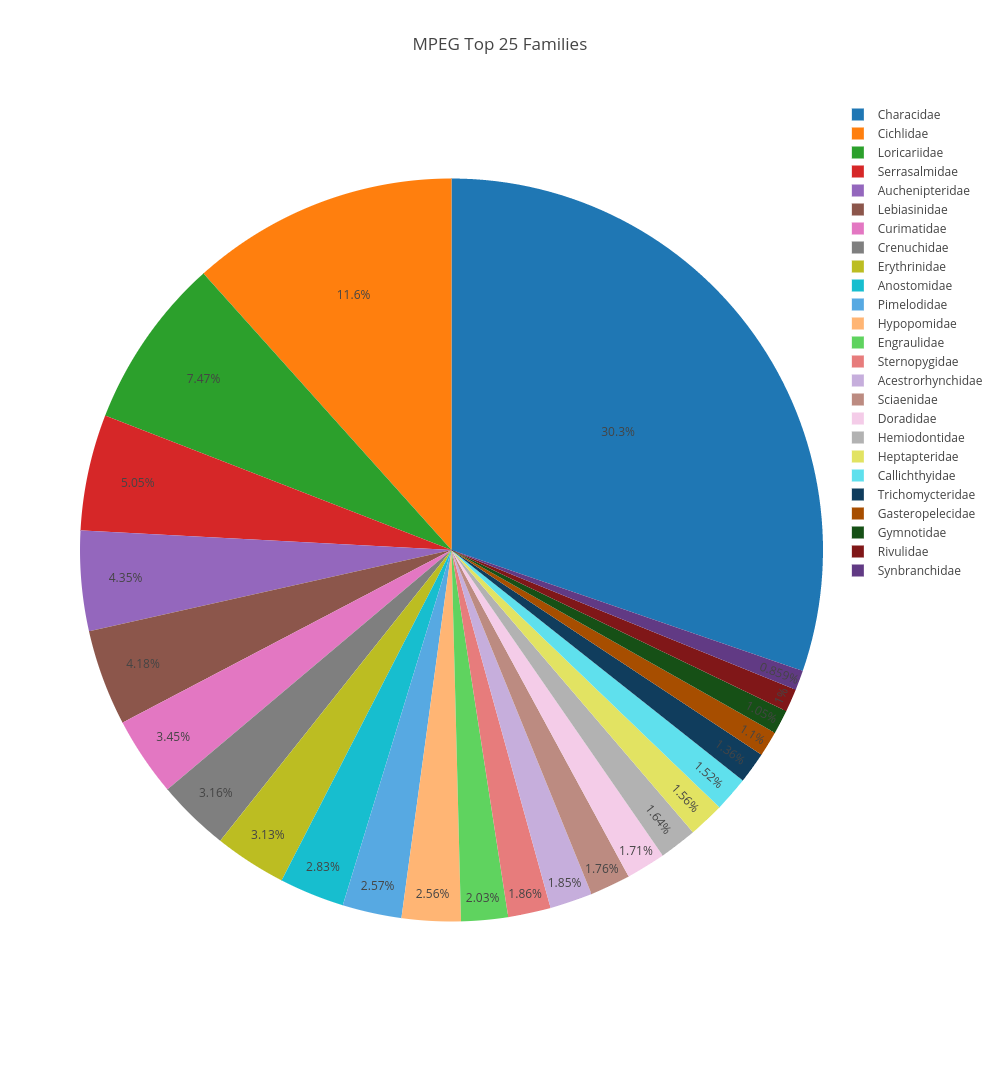 MPEG Top 25 Families
Characidae
Cichlidae
Loricariidae
Serrasalmidae
Auchenipteridae
Lebiasinidae
Curimatidae
Crenuchidae
Erythrinidae
Anostomidae
Pimelodidae
Hypopomidae
Engraulidae
Sternopygidae
Acestrorhynchidae
Sciaenidae
Doradidae
Hemiodontidae
Heptapteridae
Callichthyidae
Trichomycteridae
Gasteropelecidae
Gymnotidae
Rivulidae
Synbranchidae
11.6%
7.47%
30.3%
5.05%
4.35%
4.18%
3.45%
3.16%
3.13%
2.83%
2.57%
2.56%
2.03%
1.86%
1.85%
1.76%
1.71%
1.64%
1.56%
1.52%
1.36%
1.1%